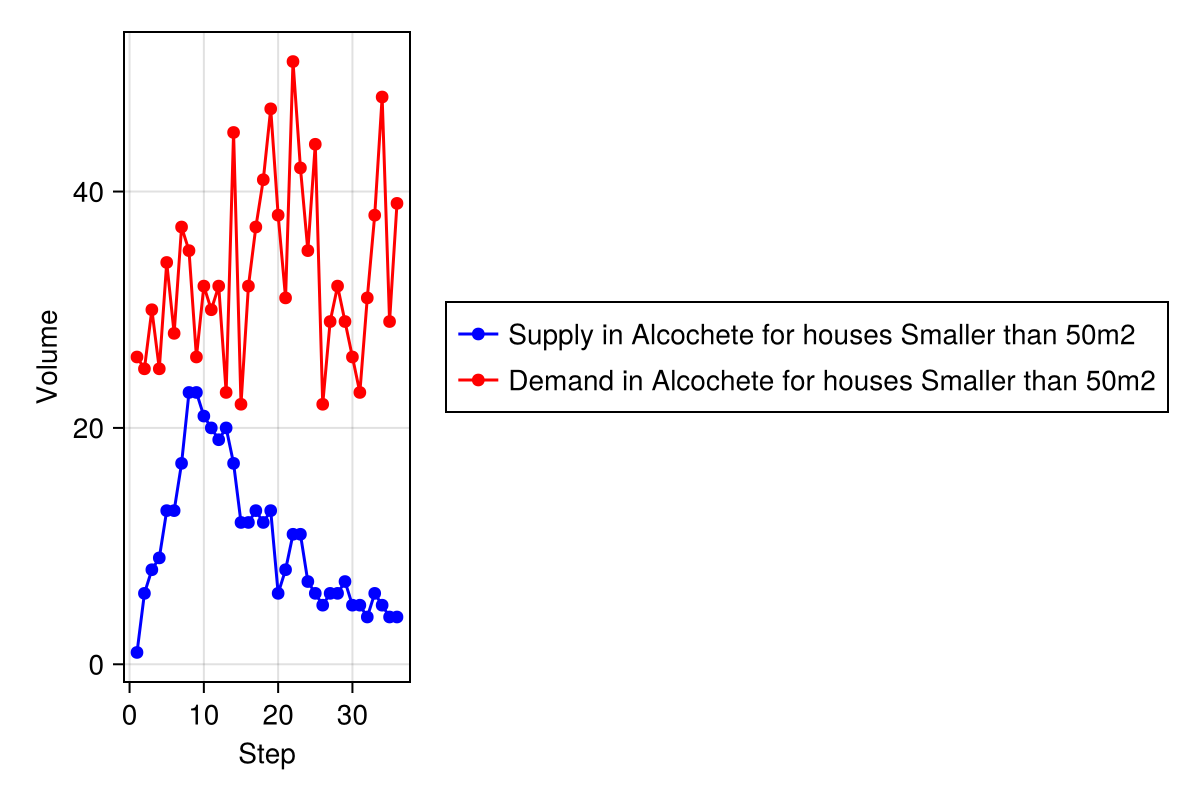 Volume
40
20
0
0 10 20 30
Step
Supply in Alcochete for houses Smaller than 50m2
Demand in Alcochete for houses Smaller than 50m2